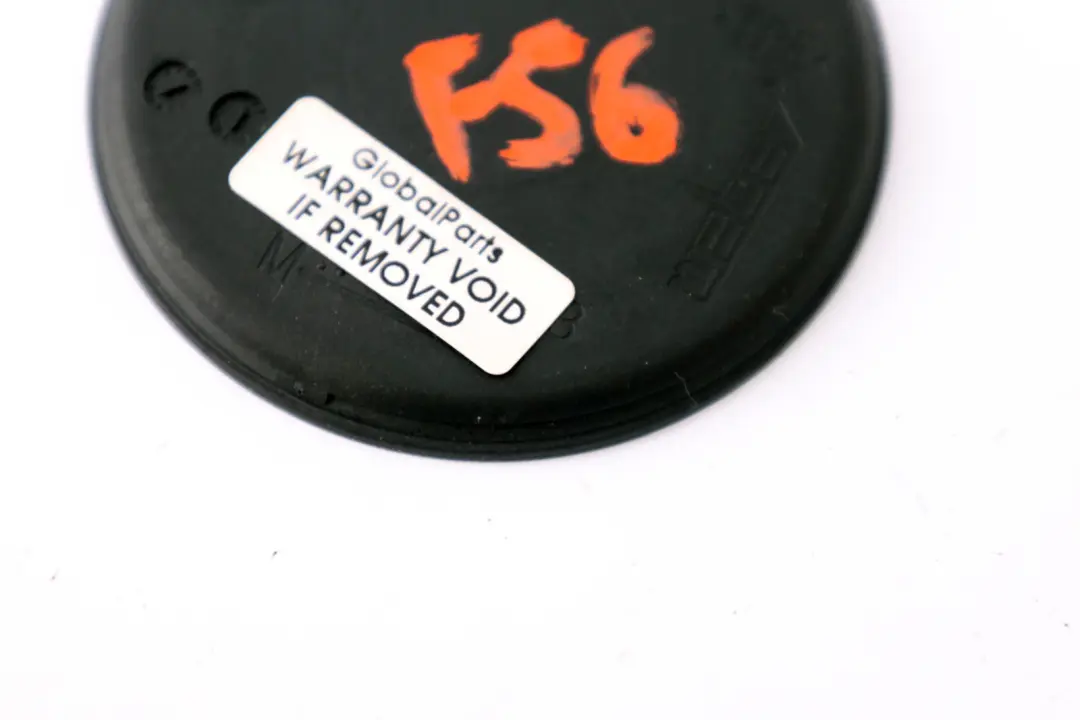 F56
GlobalParts
WARRANTY VOID
IF REMOVED